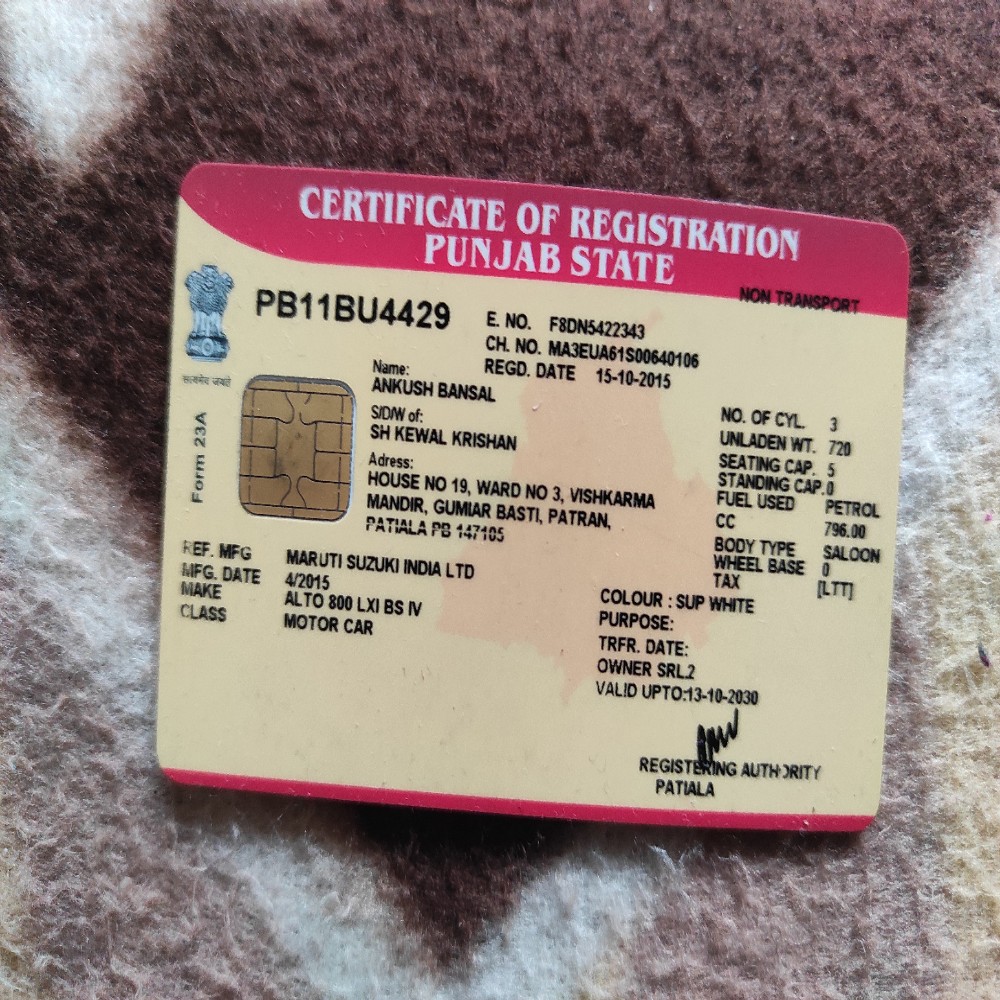 CERTIFICATE OF REGISTRATION
PUNJAB STATE
NON TRANSPORT
सत्यमेव जयते
Form 23A
PB11BU4429
E. NO. F8DN5422343
CH. NO. MA3EUA61S00640106
REGD. DATE 15-10-2015
Name:
ANKUSH BANSAL
S/D/W of:
SH KEWAL KRISHAN
Adress:
HOUSE NO 19, WARD NO 3, VISHKARMA
MANDIR, GUMIAR BASTI, PATRAN,
PATIALA PB 147105
REF. MFG MARUTI SUZUKI INDIA LTD
MFG. DATE 4/2015
MAKE ALTO 800 LXI BS IV
CLASS MOTOR CAR
NO. OF CYL. 3
UNLADEN WT. 720
SEATING CAP. 5
STANDING CAP. 0
FUEL USED PETROL
CC 796.00
BODY TYPE SALOON
WHEEL BASE 0
TAX [LTT]
COLOUR : SUP WHITE
PURPOSE:
TRFR. DATE:
OWNER SRL.2
VALID UPTO:13-10-2030
REGISTERING AUTHORITY
PATIALA